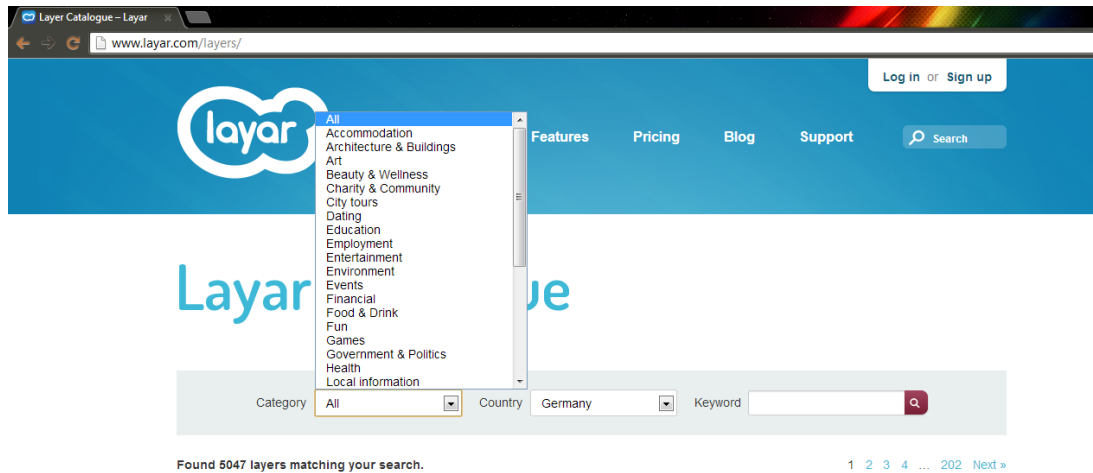 Layer Catalogue – Layar
www.layar.com/layers/
Log in or Sign up
layar
Features Pricing Blog Support Search
All
Accommodation
Architecture & Buildings
Art
Beauty & Wellness
Charity & Community
City tours
Dating
Education
Employment
Entertainment
Environment
Events
Financial
Food & Drink
Fun
Games
Government & Politics
Health
Local information
Layar ue
Category All Country Germany Keyword
Found 5047 layers matching your search.
1 2 3 4 ... 202 Next »